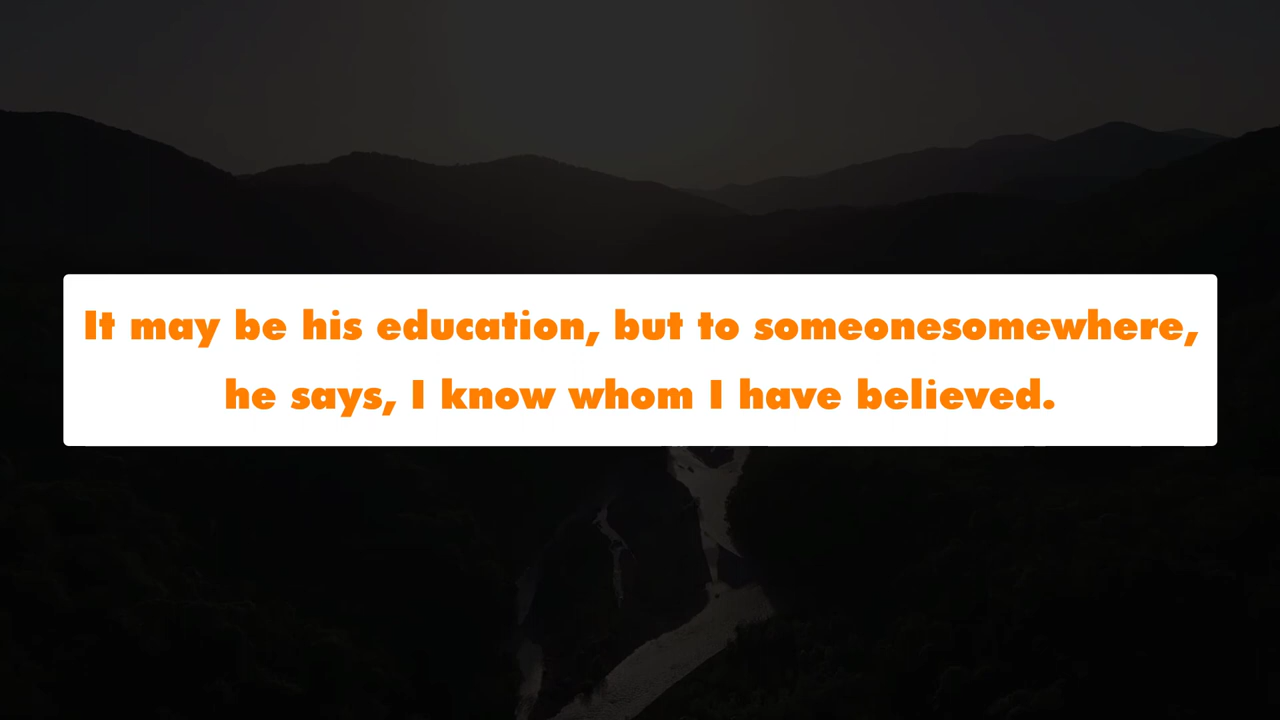 It may be his education, but to someonesomewhere,
he says, I know whom I have believed.